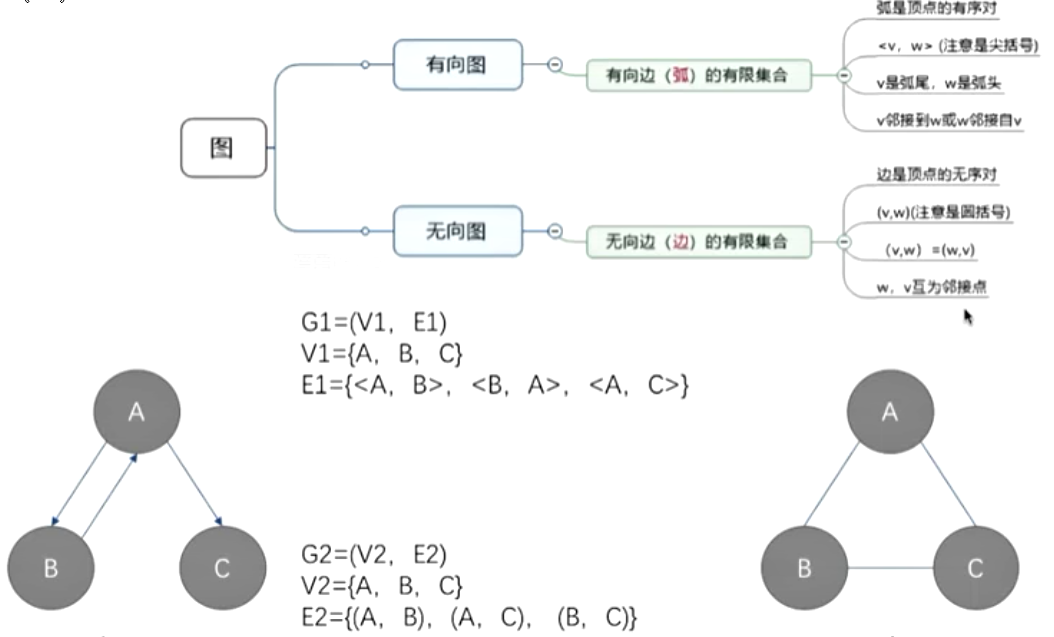 图
有向图
有向边（弧）的有限集合
弧是顶点的有序对
<v，w> (注意是尖括号)
v是弧尾，w是弧头
v邻接到w或w邻接自v
无向图
无向边（边）的有限集合
边是顶点的无序对
(v,w)(注意是圆括号)
（v,w）=(w,v)
w，v互为邻接点
G1=(V1，E1)
V1={A，B，C}
E1={<A，B>，<B，A>，<A，C>}
A
B
C
G2=(V2，E2)
V2={A，B，C}
E2={(A，B)，(A，C)，(B，C)}
A
B
C